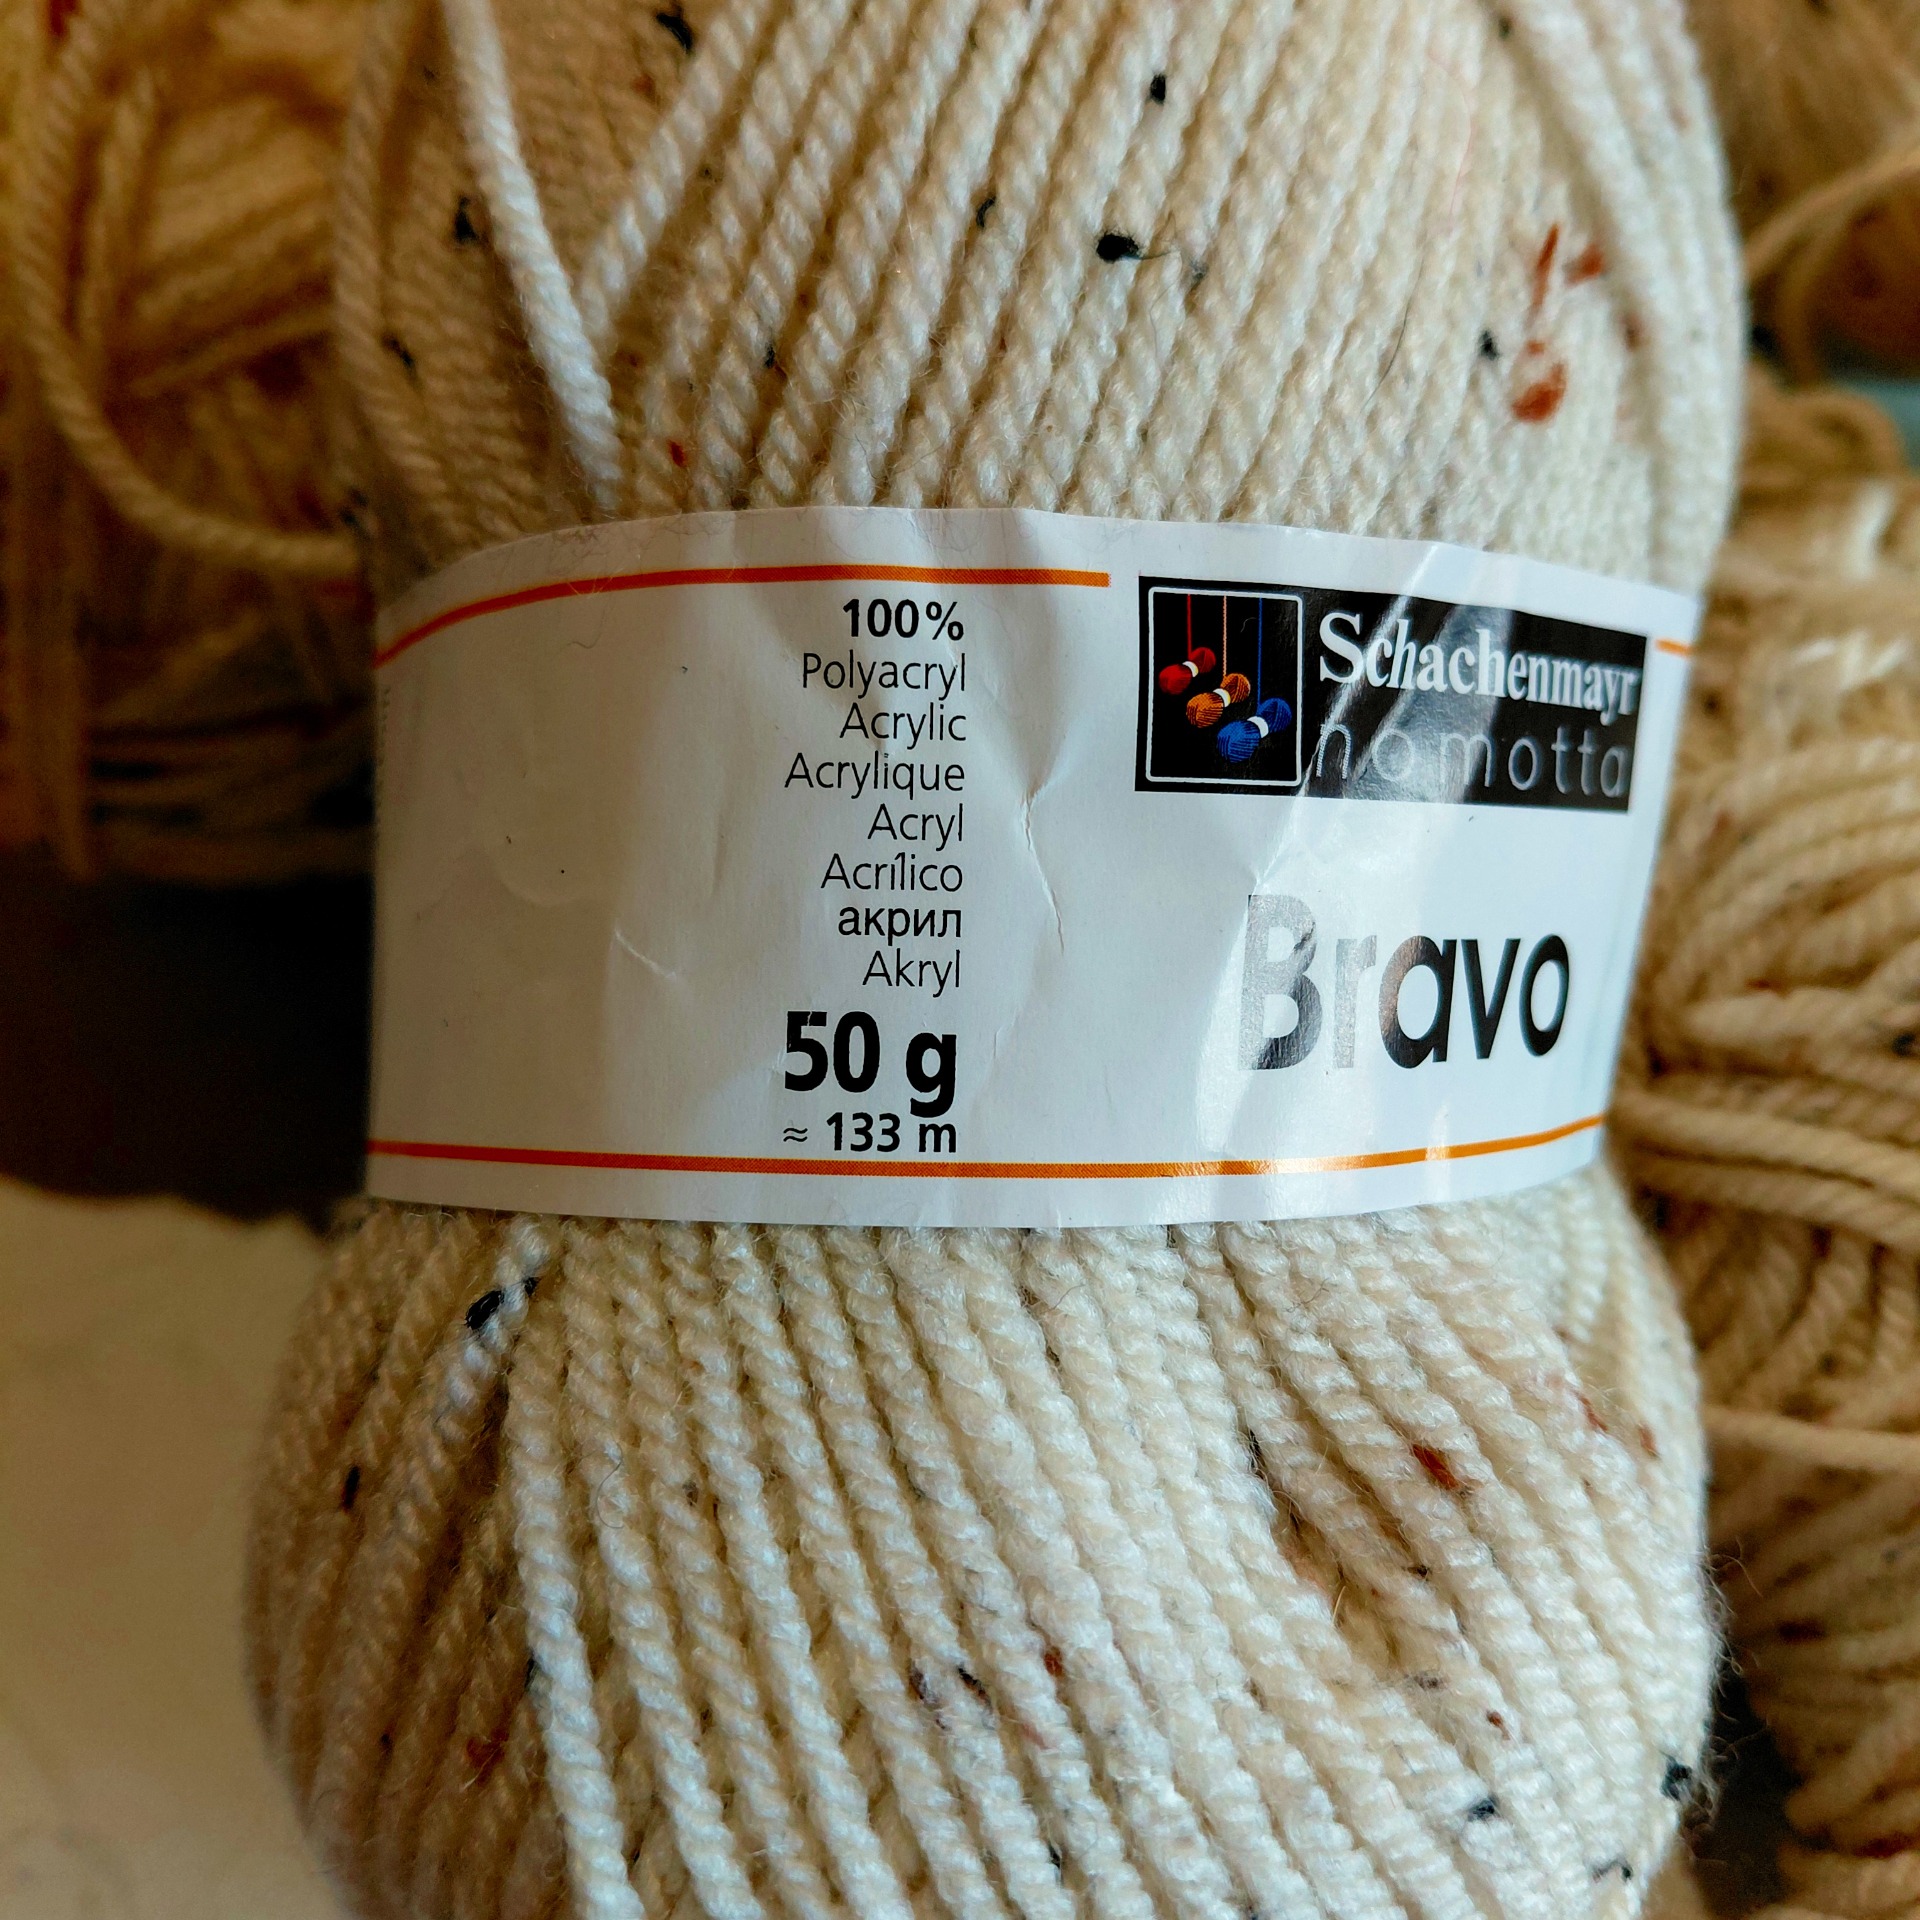 100%
Polyacryl
Acrylic
Acrylique
Acryl
Acrílico
акрил
Akryl
50 g
≈ 133 m
Schachenmayr
nomotta
Bravo